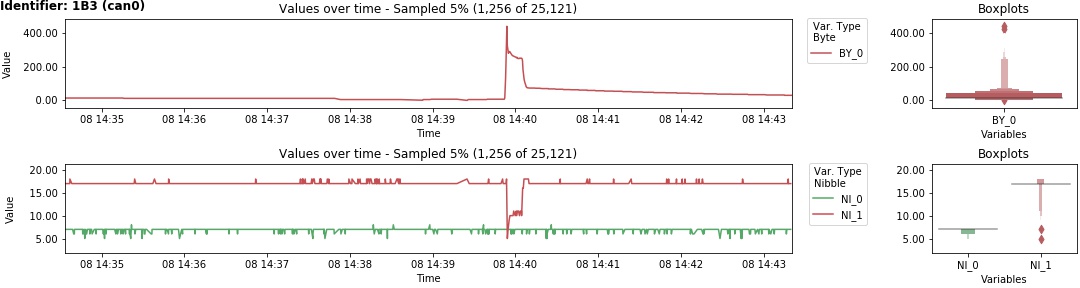 Identifier: 1B3 (can0)
Values over time - Sampled 5% (1,256 of 25,121)
Boxplots
400.00
200.00
0.00
Value
08 14:35 08 14:36 08 14:37 08 14:38 08 14:39 08 14:40 08 14:41 08 14:42 08 14:43
Time
Var. Type
Byte
BY_0
400.00
200.00
0.00
BY_0
Variables
Values over time - Sampled 5% (1,256 of 25,121)
Boxplots
20.00
15.00
10.00
5.00
Value
08 14:35 08 14:36 08 14:37 08 14:38 08 14:39 08 14:40 08 14:41 08 14:42 08 14:43
Time
Var. Type
Nibble
NI_0
NI_1
20.00
15.00
10.00
5.00
NI_0 NI_1
Variables